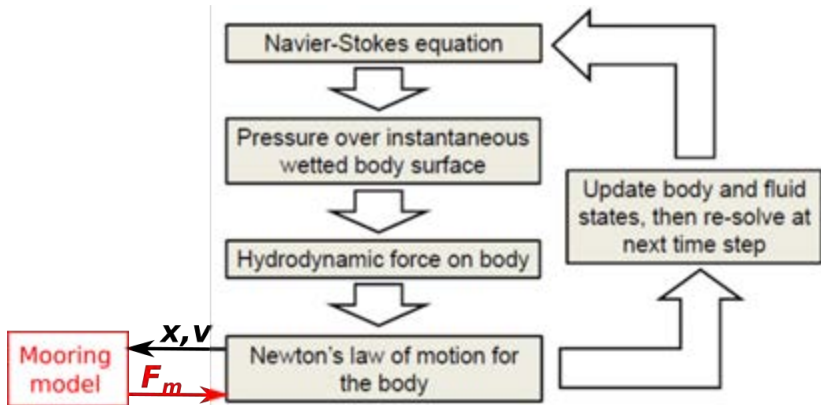 Navier-Stokes equation
Pressure over instantaneous
wetted body surface
Update body and fluid
states, then re-solve at
next time step
Hydrodynamic force on body
x,v
Mooring
model
F_m
Newton's law of motion for
the body